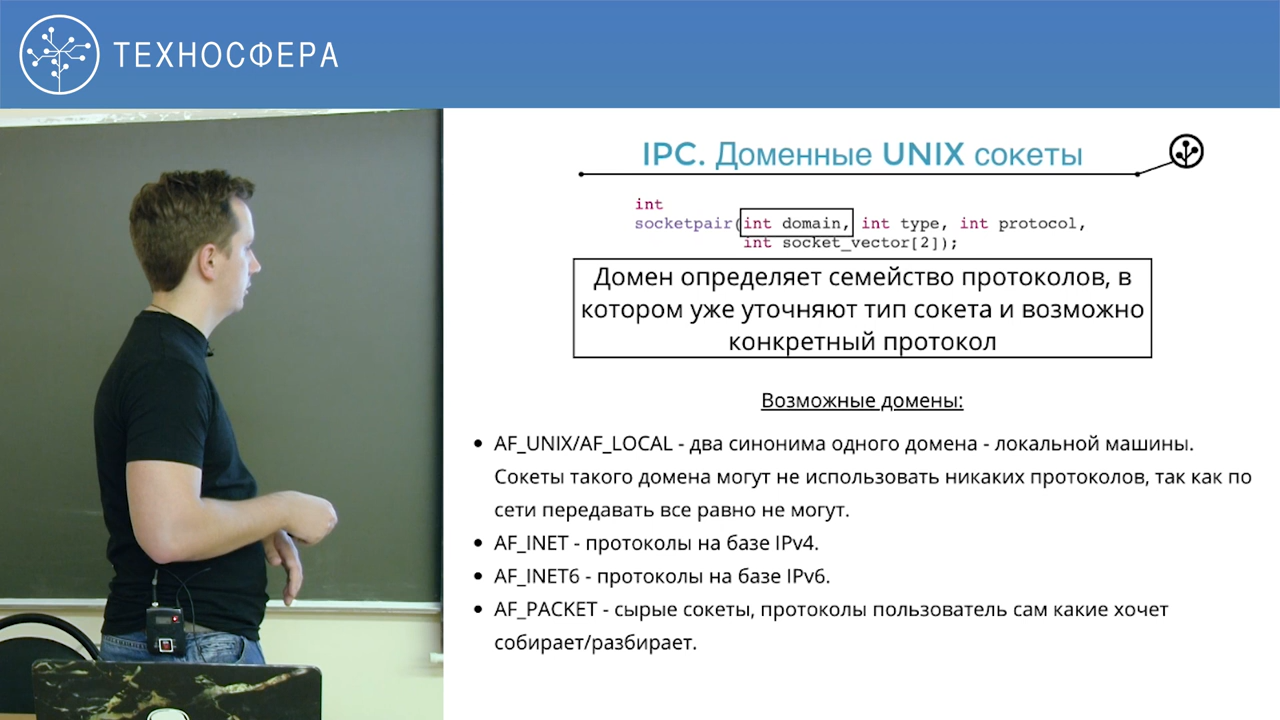 ТЕХНОСФЕРА
IPC. Доменные UNIX сокеты
int
socketpair(int domain, int type, int protocol,
int socket_vector[2]);
Домен определяет семейство протоколов, в
котором уже уточняют тип сокета и возможно
конкретный протокол
Возможные домены:
• AF_UNIX/AF_LOCAL - два синонима одного домена - локальной машины.
Сокеты такого домена могут не использовать никаких протоколов, так как по
сети передавать все равно не могут.
• AF_INET - протоколы на базе IPv4.
• AF_INET6 - протоколы на базе IPv6.
• AF_PACKET - сырые сокеты, протоколы пользователь сам какие хочет
собирает/разбирает.